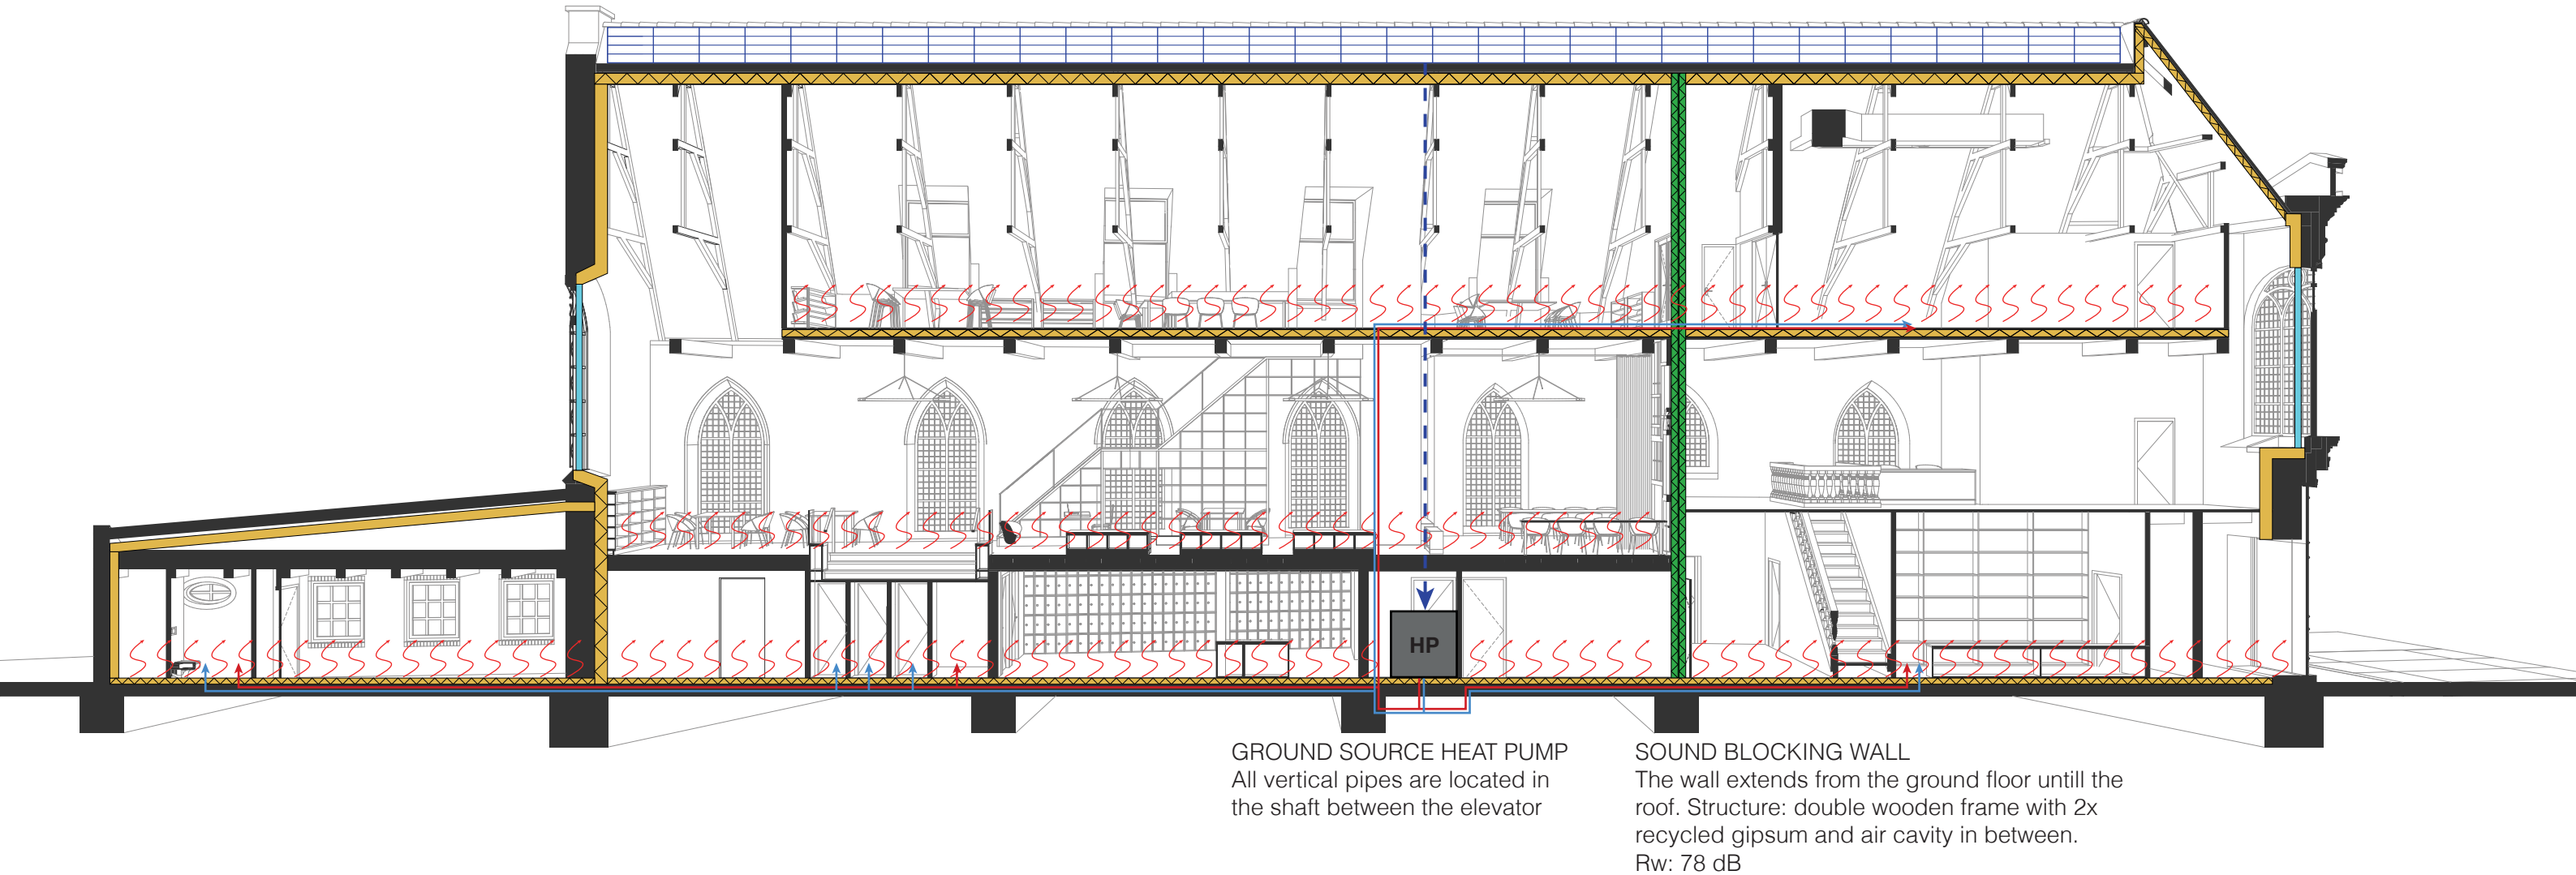 HP
GROUND SOURCE HEAT PUMP
All vertical pipes are located in
the shaft between the elevator
SOUND BLOCKING WALL
The wall extends from the ground floor untill the
roof. Structure: double wooden frame with 2x
recycled gipsum and air cavity in between.
Rw: 78 dB